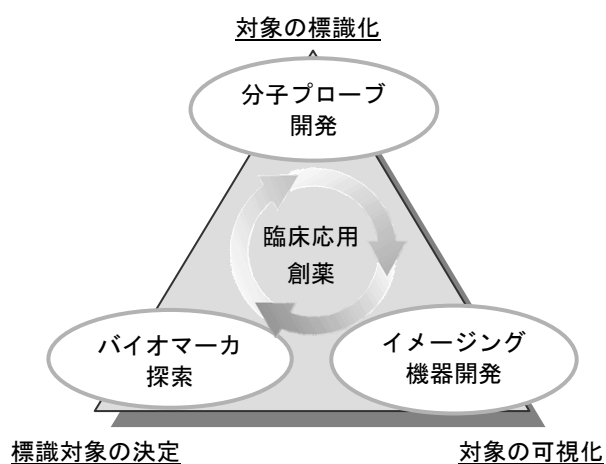 対象の標識化
分子プローブ
開発
臨床応用
創薬
バイオマーカ
探索
イメージング
機器開発
標識対象の決定
対象の可視化